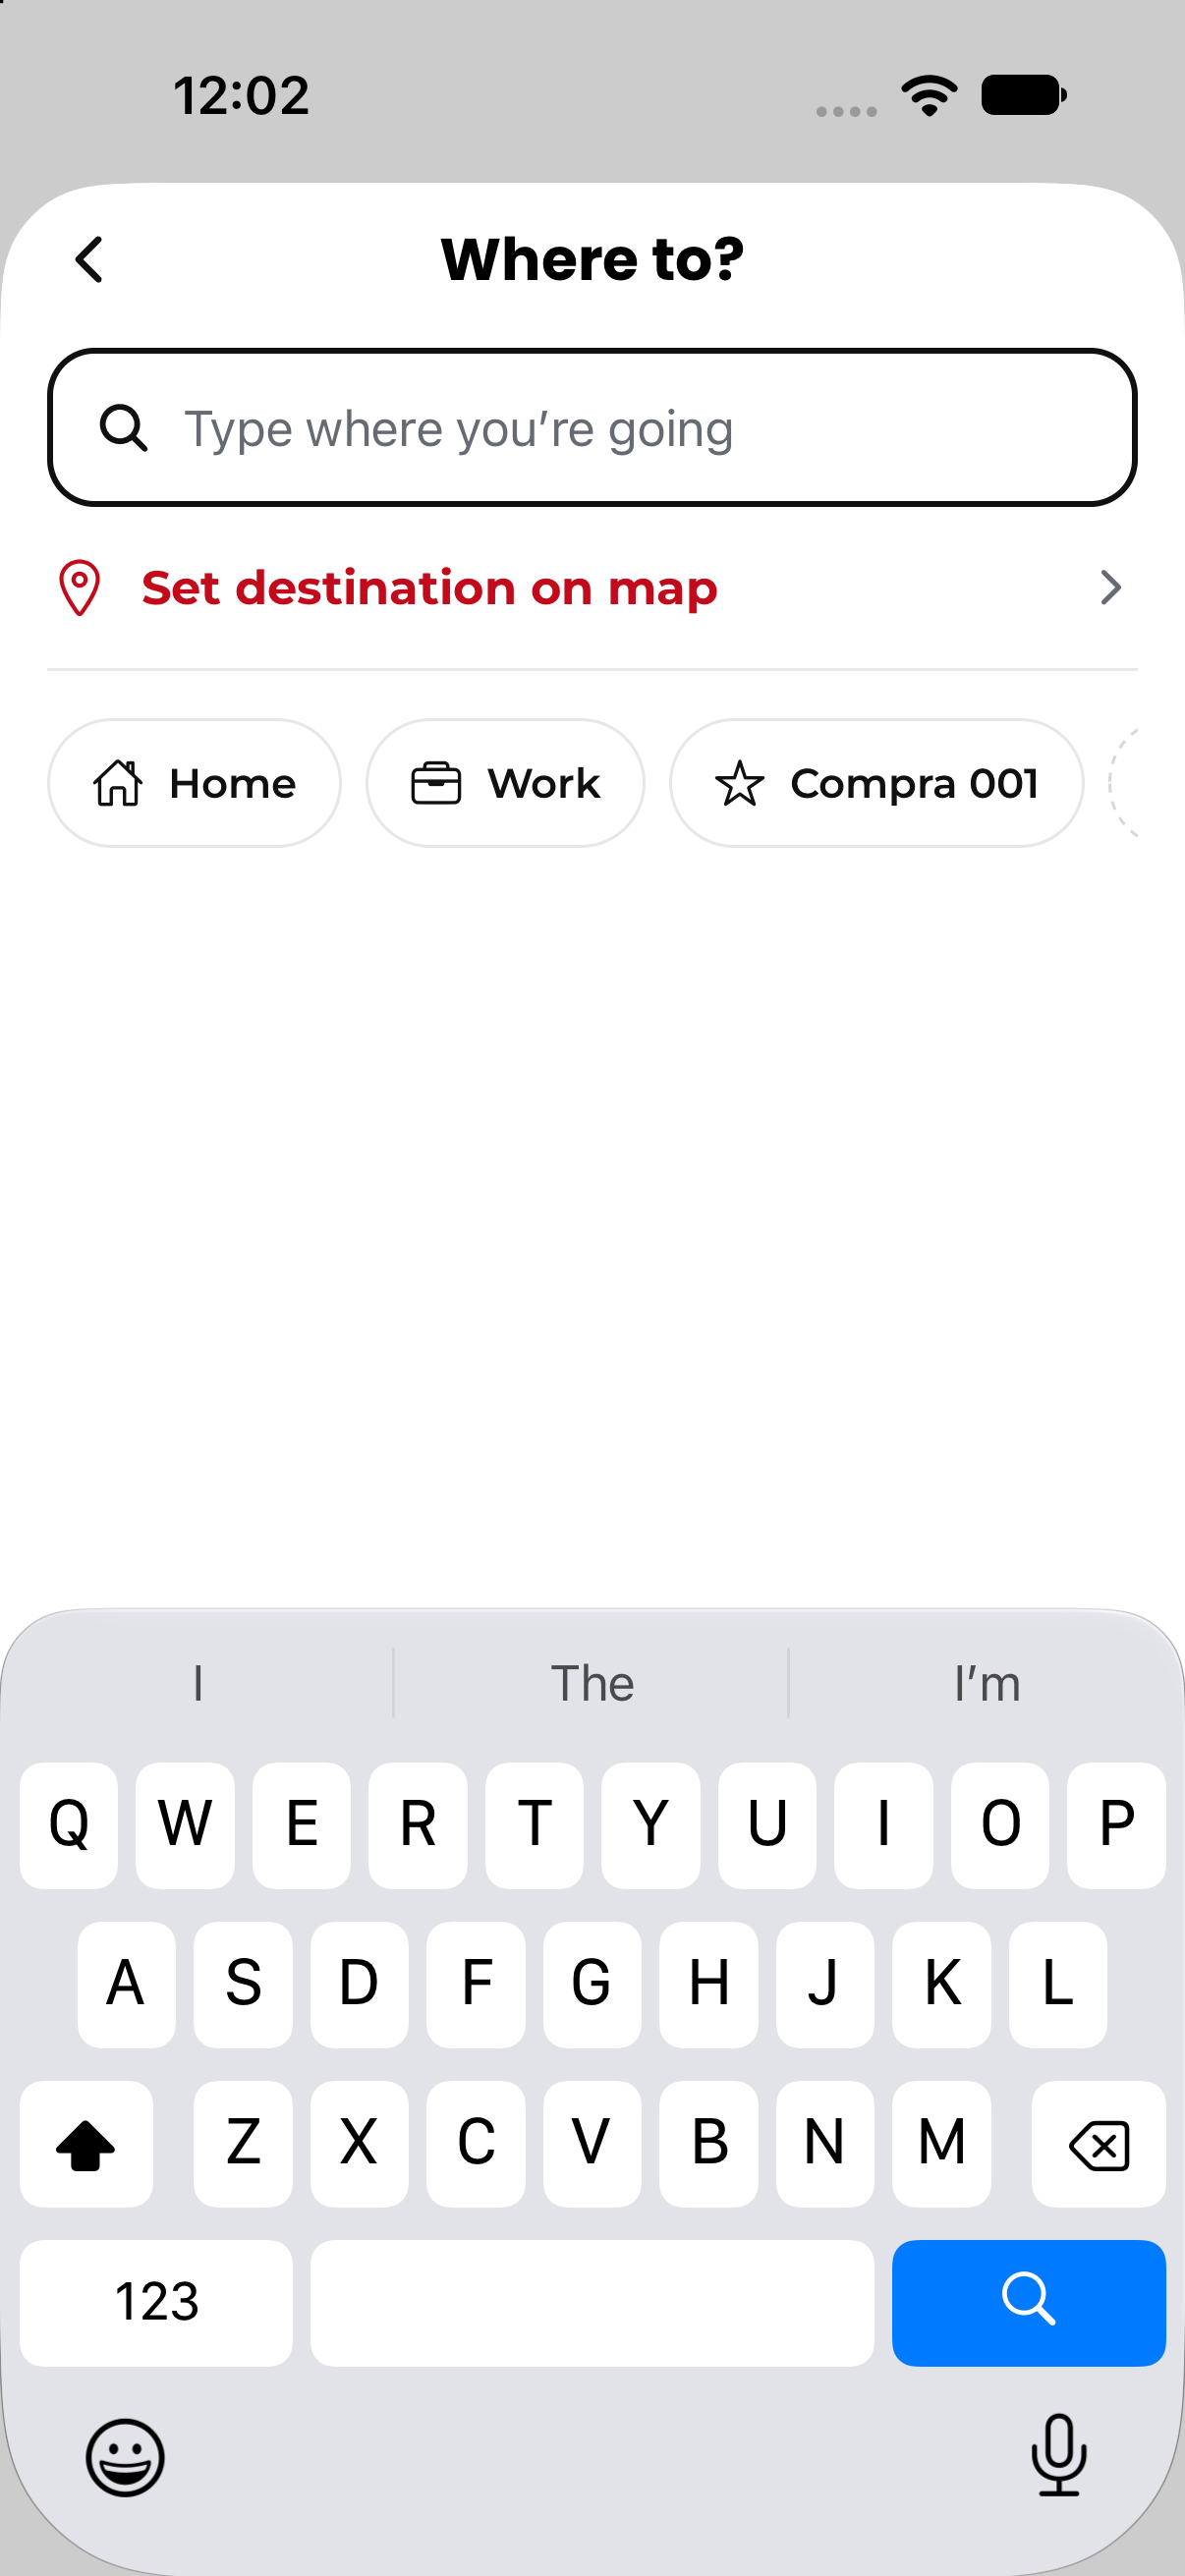 12:02
Where to?
Type where you’re going
Set destination on map
Home Work Compra 001
I The I’m
Q W E R T Y U I O P
A S D F G H J K L
Z X C V B N M
123